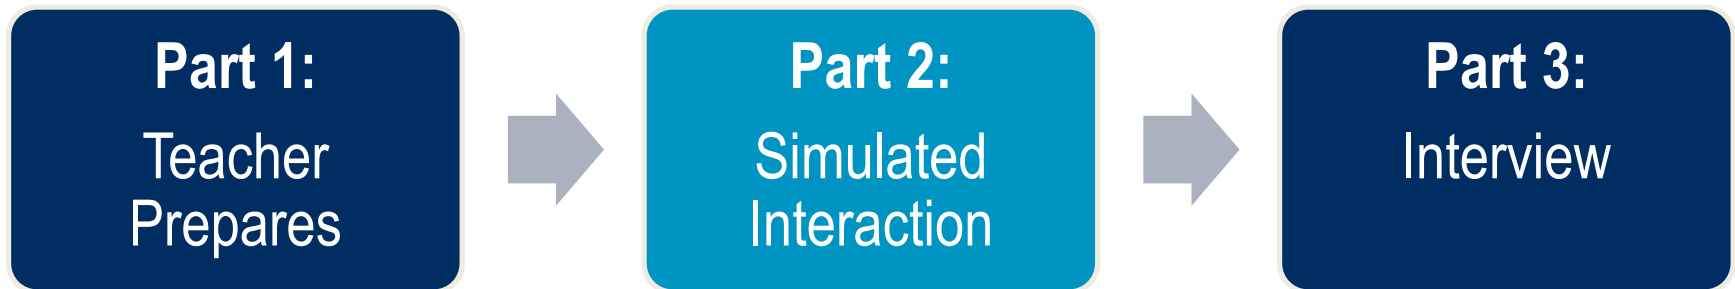 Part 1:
Teacher
Prepares
Part 2:
Simulated
Interaction
Part 3:
Interview